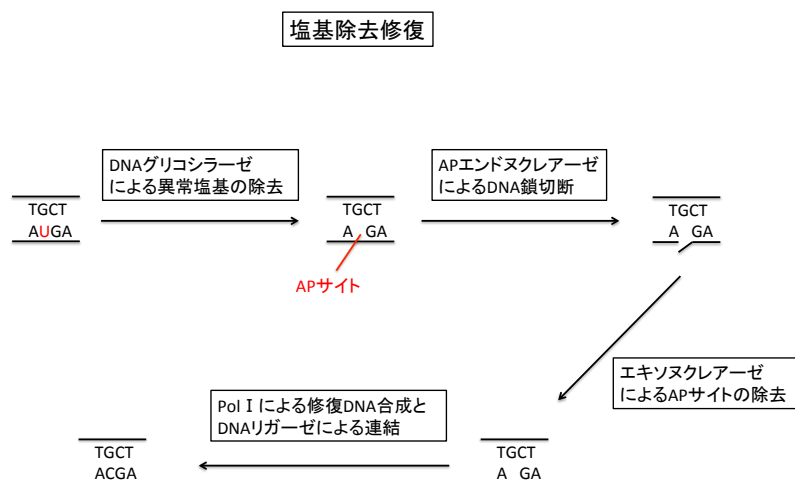 塩基除去修復
DNAグリコシラーゼ
による異常塩基の除去
APエンドヌクレアーゼ
によるDNA鎖切断
TGCT
AUGA
TGCT
A GA
APサイト
TGCT
A GA
エキソヌクレアーゼ
によるAPサイトの除去
Pol Ⅰによる修復DNA合成と
DNAリガーゼによる連結
TGCT
A GA
TGCT
ACGA